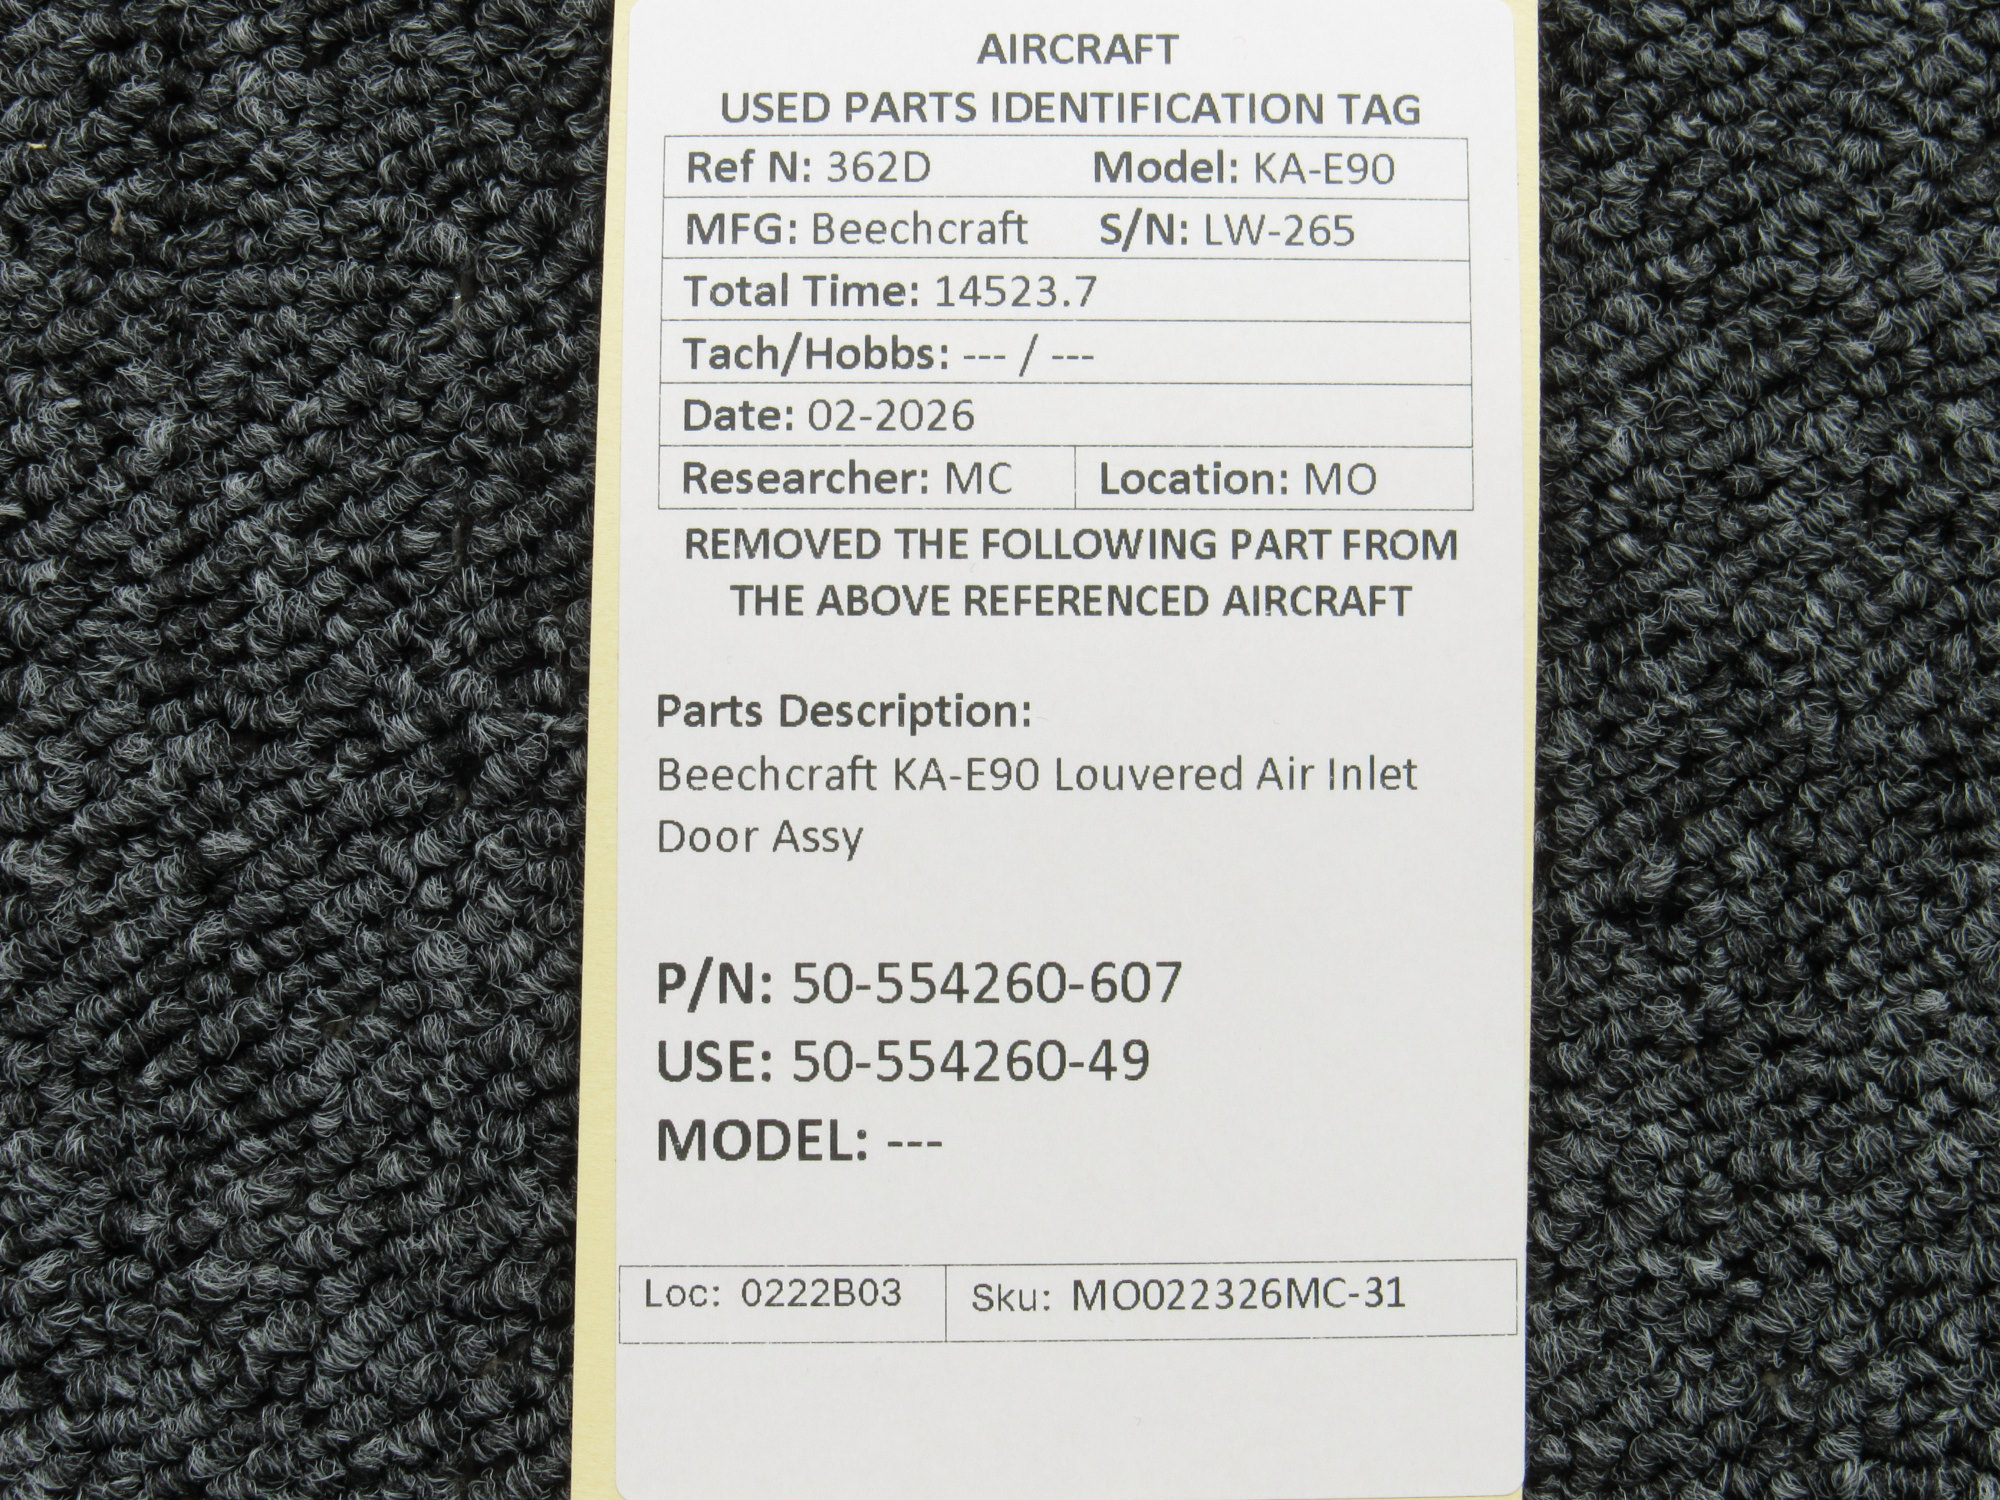 AIRCRAFT
USED PARTS IDENTIFICATION TAG
Ref N: 362D Model: KA-E90
MFG: Beechcraft S/N: LW-265
Total Time: 14523.7
Tach/Hobbs: --- / ---
Date: 02-2026
Researcher: MC Location: MO
REMOVED THE FOLLOWING PART FROM
THE ABOVE REFERENCED AIRCRAFT
Parts Description:
Beechcraft KA-E90 Louvered Air Inlet
Door Assy
P/N: 50-554260-607
USE: 50-554260-49
MODEL: ---
Loc: 0222B03 Sku: MO022326MC-31